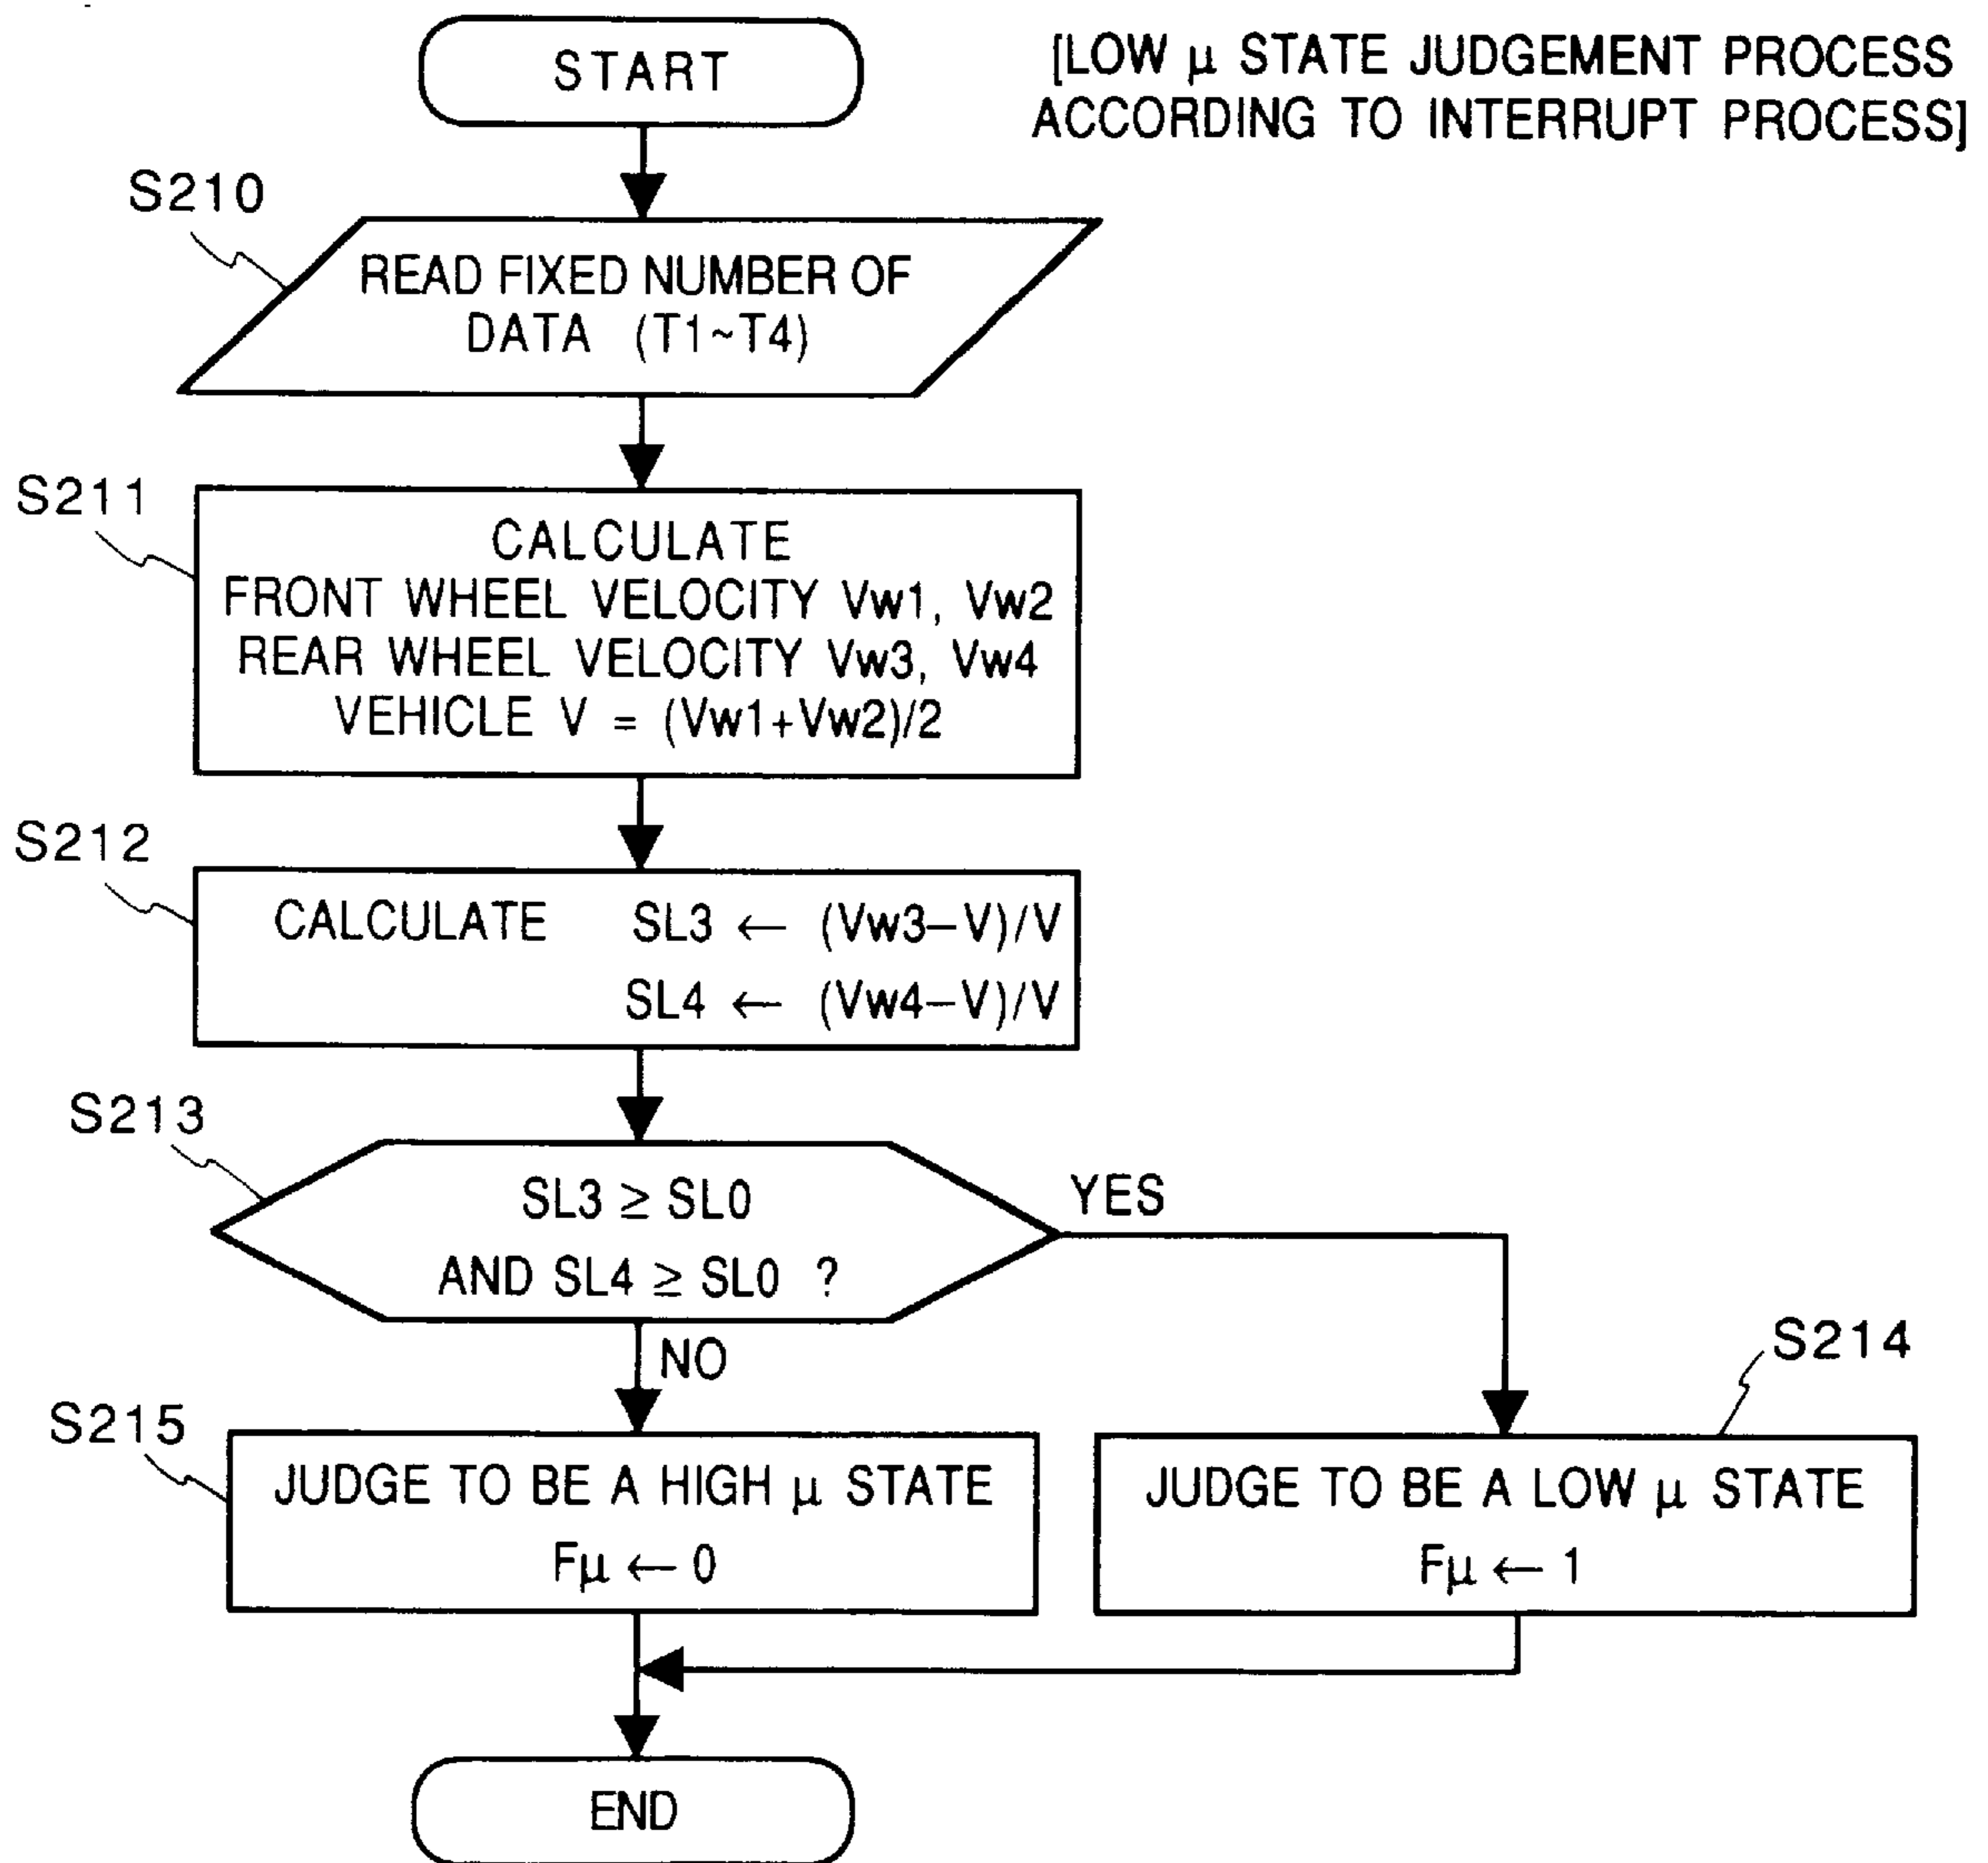 START
[LOW μ STATE JUDGEMENT PROCESS
ACCORDING TO INTERRUPT PROCESS]
S210
READ FIXED NUMBER OF
DATA (T1~T4)
S211
CALCULATE
FRONT WHEEL VELOCITY Vw1, Vw2
REAR WHEEL VELOCITY Vw3, Vw4
VEHICLE V = (Vw1+Vw2)/2
S212
CALCULATE SL3 ← (Vw3−V)/V
SL4 ← (Vw4−V)/V
S213
SL3 ≥ SL0
AND SL4 ≥ SL0 ?
YES
NO
S214
S215
JUDGE TO BE A HIGH μ STATE
Fμ ← 0
JUDGE TO BE A LOW μ STATE
Fμ ← 1
END